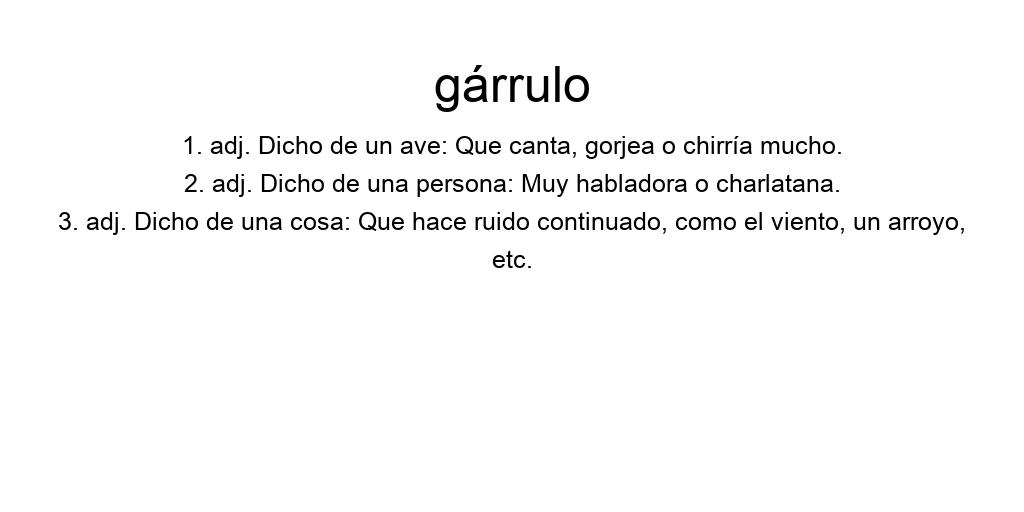 gárrulo
1. adj. Dicho de un ave: Que canta, gorjea o chirría mucho.
2. adj. Dicho de una persona: Muy habladora o charlatana.
3. adj. Dicho de una cosa: Que hace ruido continuado, como el viento, un arroyo,
etc.